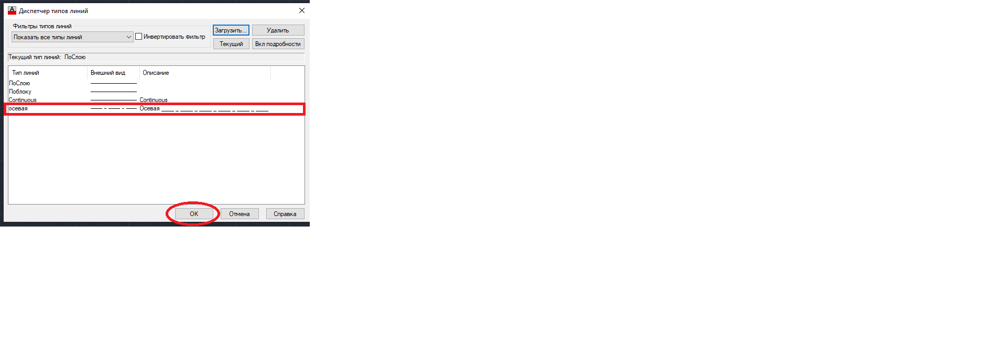 Диспетчер типов линий
Фильтры типов линий
Показать все типы линий
Инвертировать фильтр
Загрузить...
Удалить
Текущий
Вкл подробности
Текущий тип линий: ПоСлою
Тип линий Внешний вид Описание
ПоСлою
Поблоку
Continuous Continuous
осевая Осевая ____ _ ____ _ ____ _ ____ _ ____ _ ____
ОК Отмена Справка